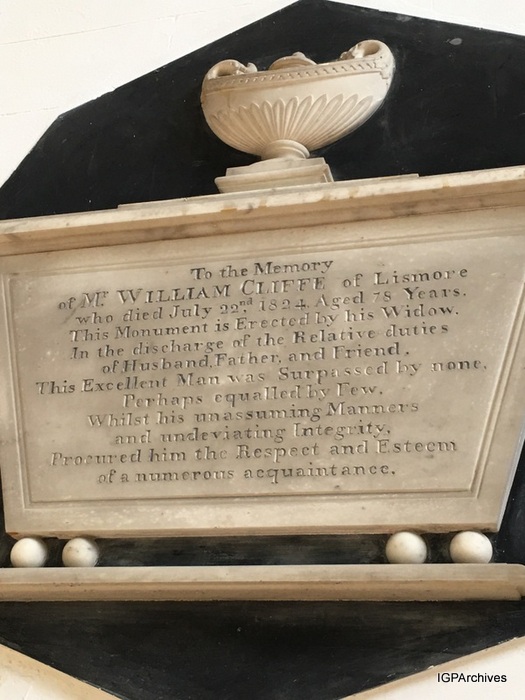 To the Memory
of Mr. WILLIAM CLIFFE of Lismore
who died July 22nd, 1824. Aged 78 Years.
This Monument is Erected by his Widow.
In the discharge of the Relative duties
of Husband, Father, and Friend,
This Excellent Man was Surpassed by none,
Perhaps equalled by Few.
Whilst his unassuming Manners
and undeviating Integrity,
Procured him the Respect and Esteem
of a numerous acquaintance.
IGPArchives